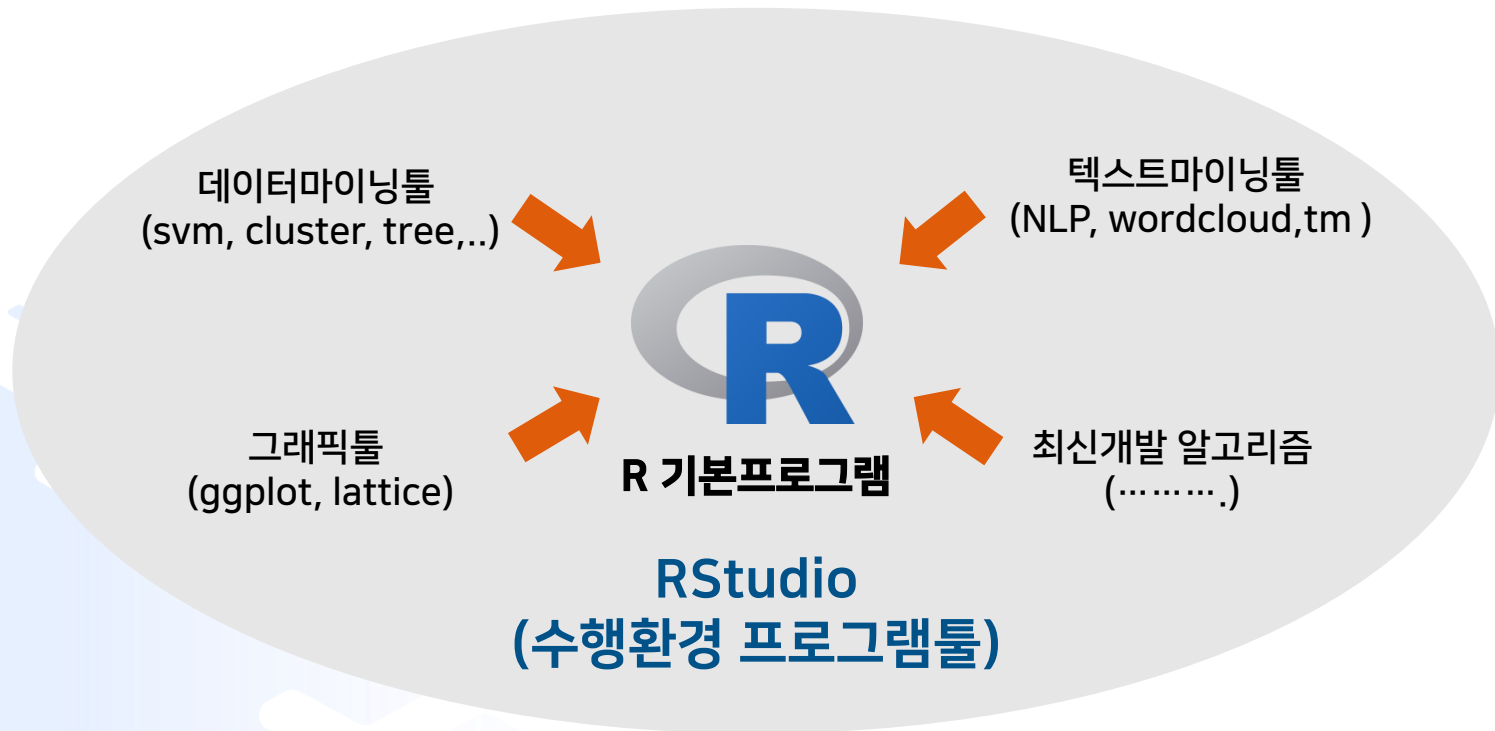 데이터마이닝툴
(svm, cluster, tree,..)
텍스트마이닝툴
(NLP, wordcloud,tm )
R
R 기본프로그램
그래픽툴
(ggplot, lattice)
최신개발 알고리즘
(……….)
RStudio
(수행환경 프로그램툴)